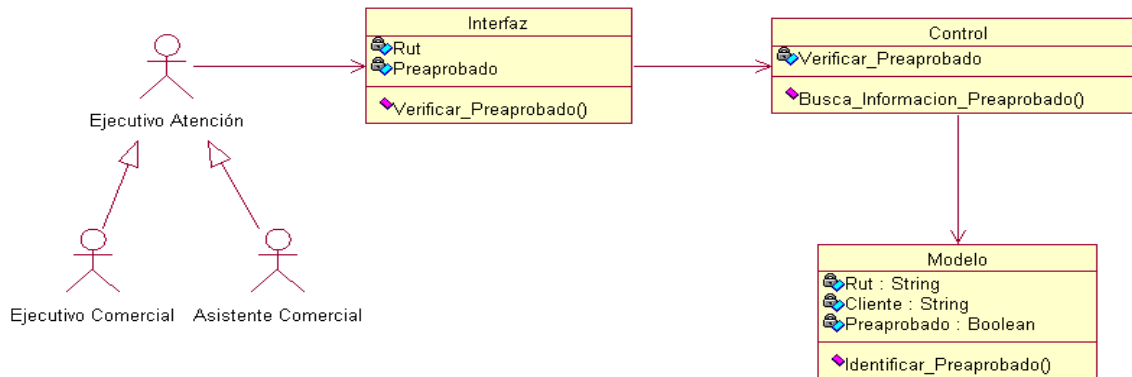 Interfaz
Rut
Preaprobado
Verificar_Preaprobado()
Control
Verificar_Preaprobado
Busca_Informacion_Preaprobado()
Ejecutivo Atención
Ejecutivo Comercial
Asistente Comercial
Modelo
Rut : String
Cliente : String
Preaprobado : Boolean
Identificar_Preaprobado()